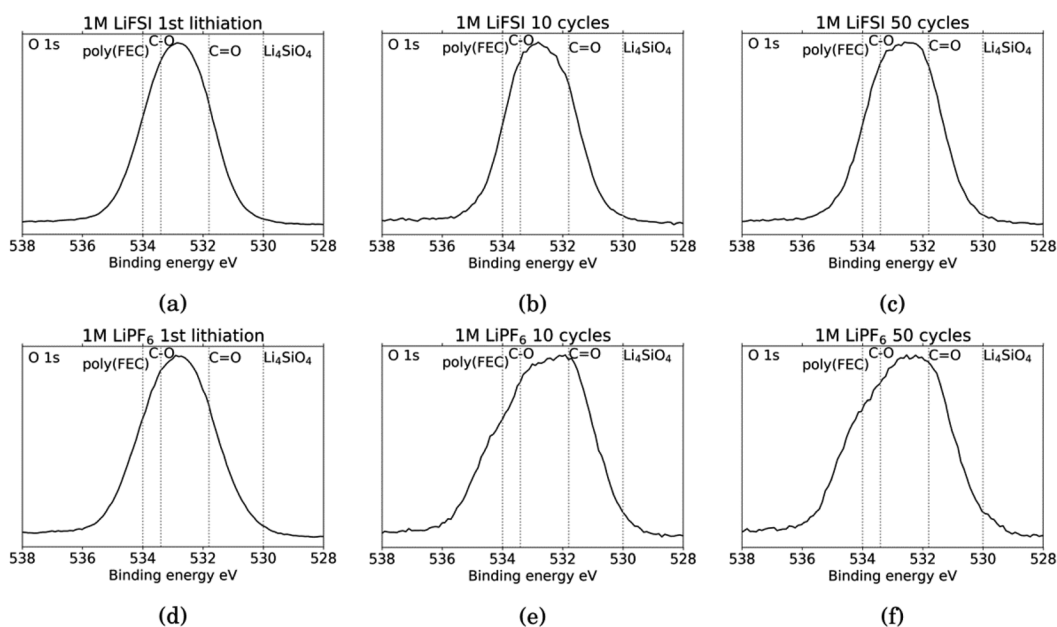 1M LiFSI 1st lithiation
O 1s
poly(FEC)
C-O
C=O
Li₄SiO₄
538 536 534 532 530 528
Binding energy eV
(a)
1M LiFSI 10 cycles
O 1s
poly(FEC)
C-O
C=O
Li₄SiO₄
538 536 534 532 530 528
Binding energy eV
(b)
1M LiFSI 50 cycles
O 1s
poly(FEC)
C-O
C=O
Li₄SiO₄
538 536 534 532 530 528
Binding energy eV
(c)
1M LiPF₆ 1st lithiation
O 1s
poly(FEC)
C-O
C=O
Li₄SiO₄
538 536 534 532 530 528
Binding energy eV
(d)
1M LiPF₆ 10 cycles
O 1s
poly(FEC)
C-O
C=O
Li₄SiO₄
538 536 534 532 530 528
Binding energy eV
(e)
1M LiPF₆ 50 cycles
O 1s
poly(FEC)
C-O
C=O
Li₄SiO₄
538 536 534 532 530 528
Binding energy eV
(f)